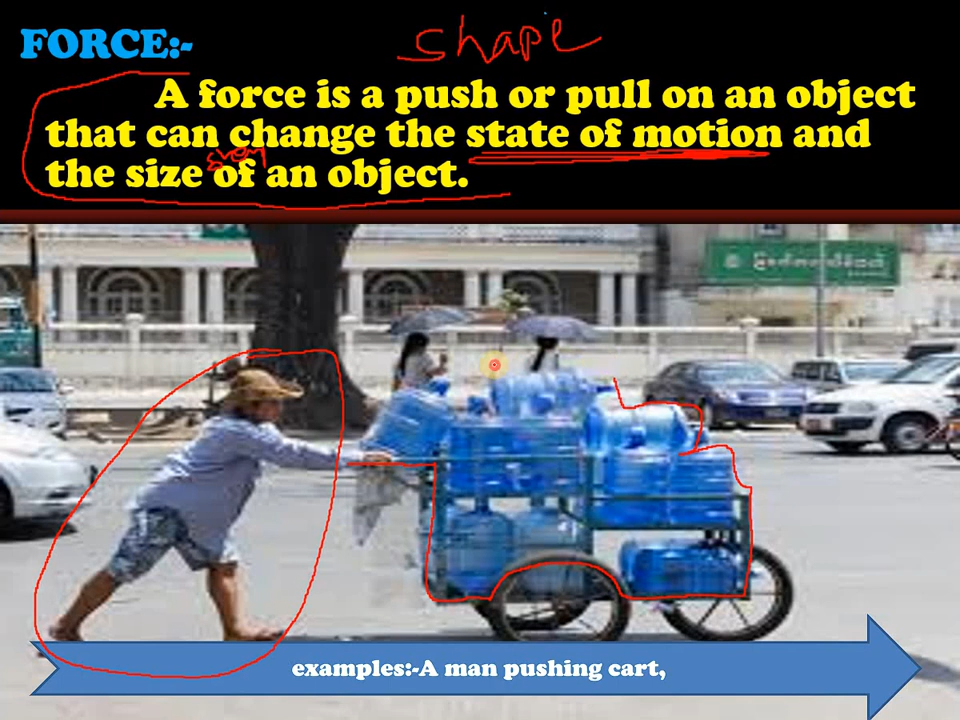 FORCE:-
shape
A force is a push or pull on an object
that can change the state of motion and
the size of an object.
examples:-A man pushing cart,